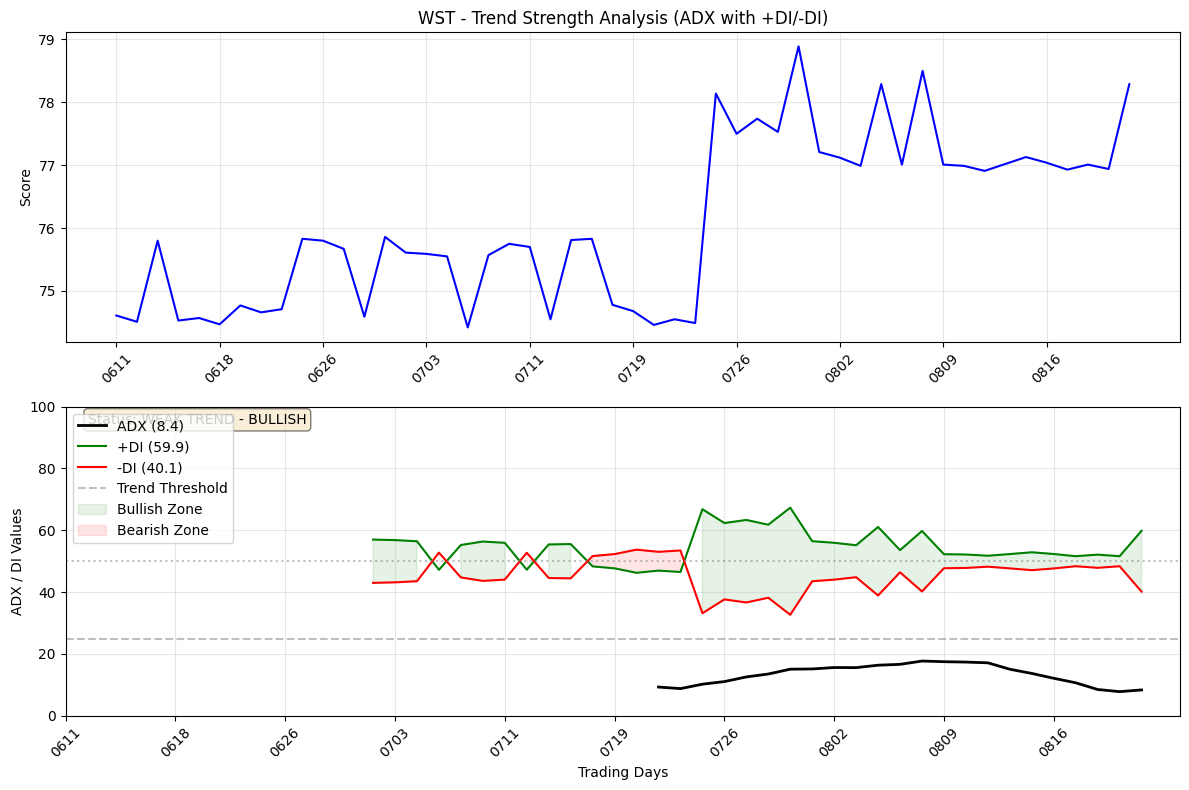 WST - Trend Strength Analysis (ADX with +DI/-DI)
79
78
77
76
75
Score
0611
0618
0626
0703
0711
0719
0726
0802
0809
0816
100
80
60
40
20
0
ADX / DI Values
Status: WEAK TREND - BULLISH
ADX (8.4)
+DI (59.9)
-DI (40.1)
Trend Threshold
Bullish Zone
Bearish Zone
0611
0618
0626
0703
0711
0719
0726
0802
0809
0816
Trading Days